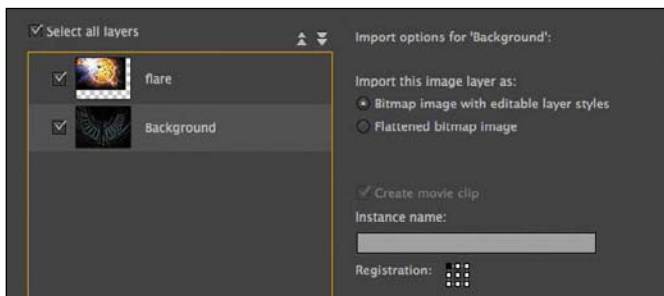 Select all layers
flare
Background
Import options for 'Background':
Import this image layer as:
Bitmap image with editable layer styles
Flattened bitmap image
Create movie clip
Instance name:
Registration: